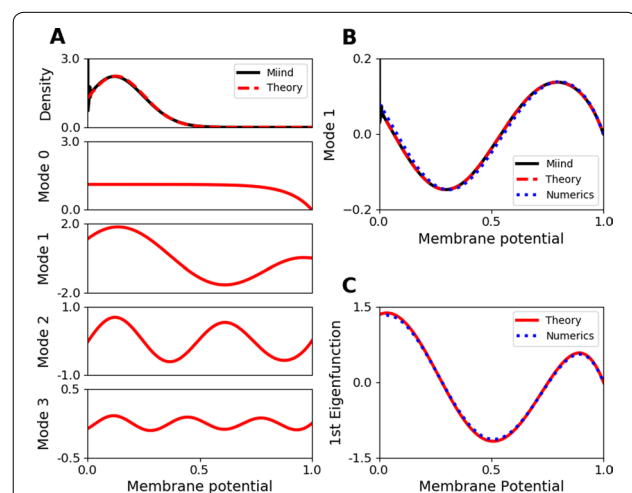 A
3.0
Density
0.0
Miind
Theory
3.0
Mode 0
0.0
2.0
Mode 1
-2.0
1.0
Mode 2
-1.0
0.5
Mode 3
-0.5
0.0 0.5 1.0
Membrane potential
B
0.2
Mode 1
0.0
−0.2
Miind
Theory
Numerics
0.0 0.5 1.0
Membrane potential
C
1.5
1st Eigenfunction
0.0
-1.5
Theory
Numerics
0.0 0.5 1.0
Membrane Potential